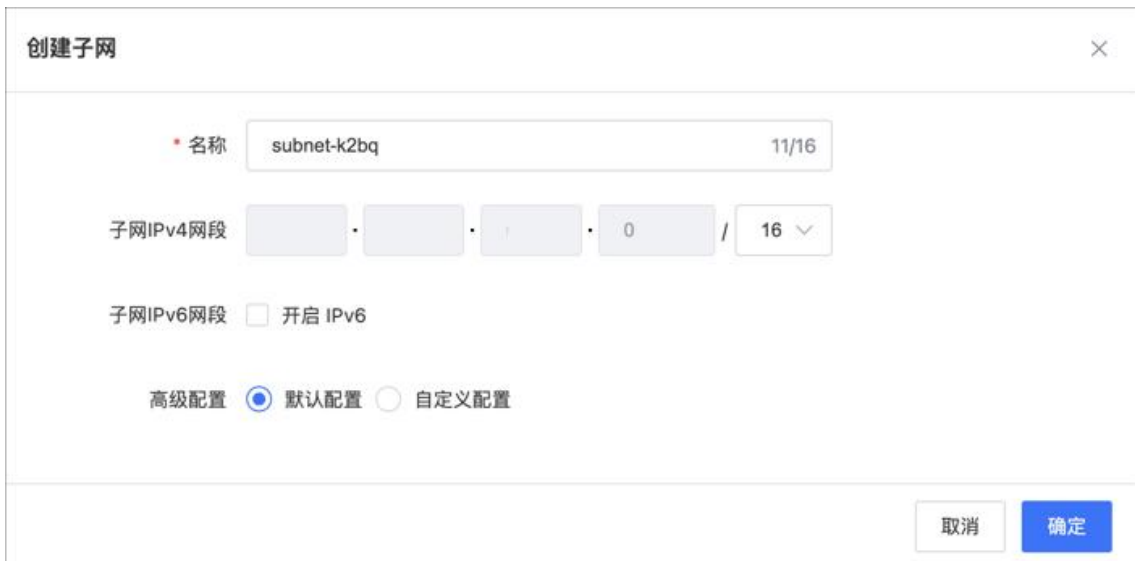 创建子网
* 名称 subnet-k2bq 11/16
子网IPv4网段 . . . 0 / 16
子网IPv6网段 开启 IPv6
高级配置 默认配置 自定义配置
取消 确定